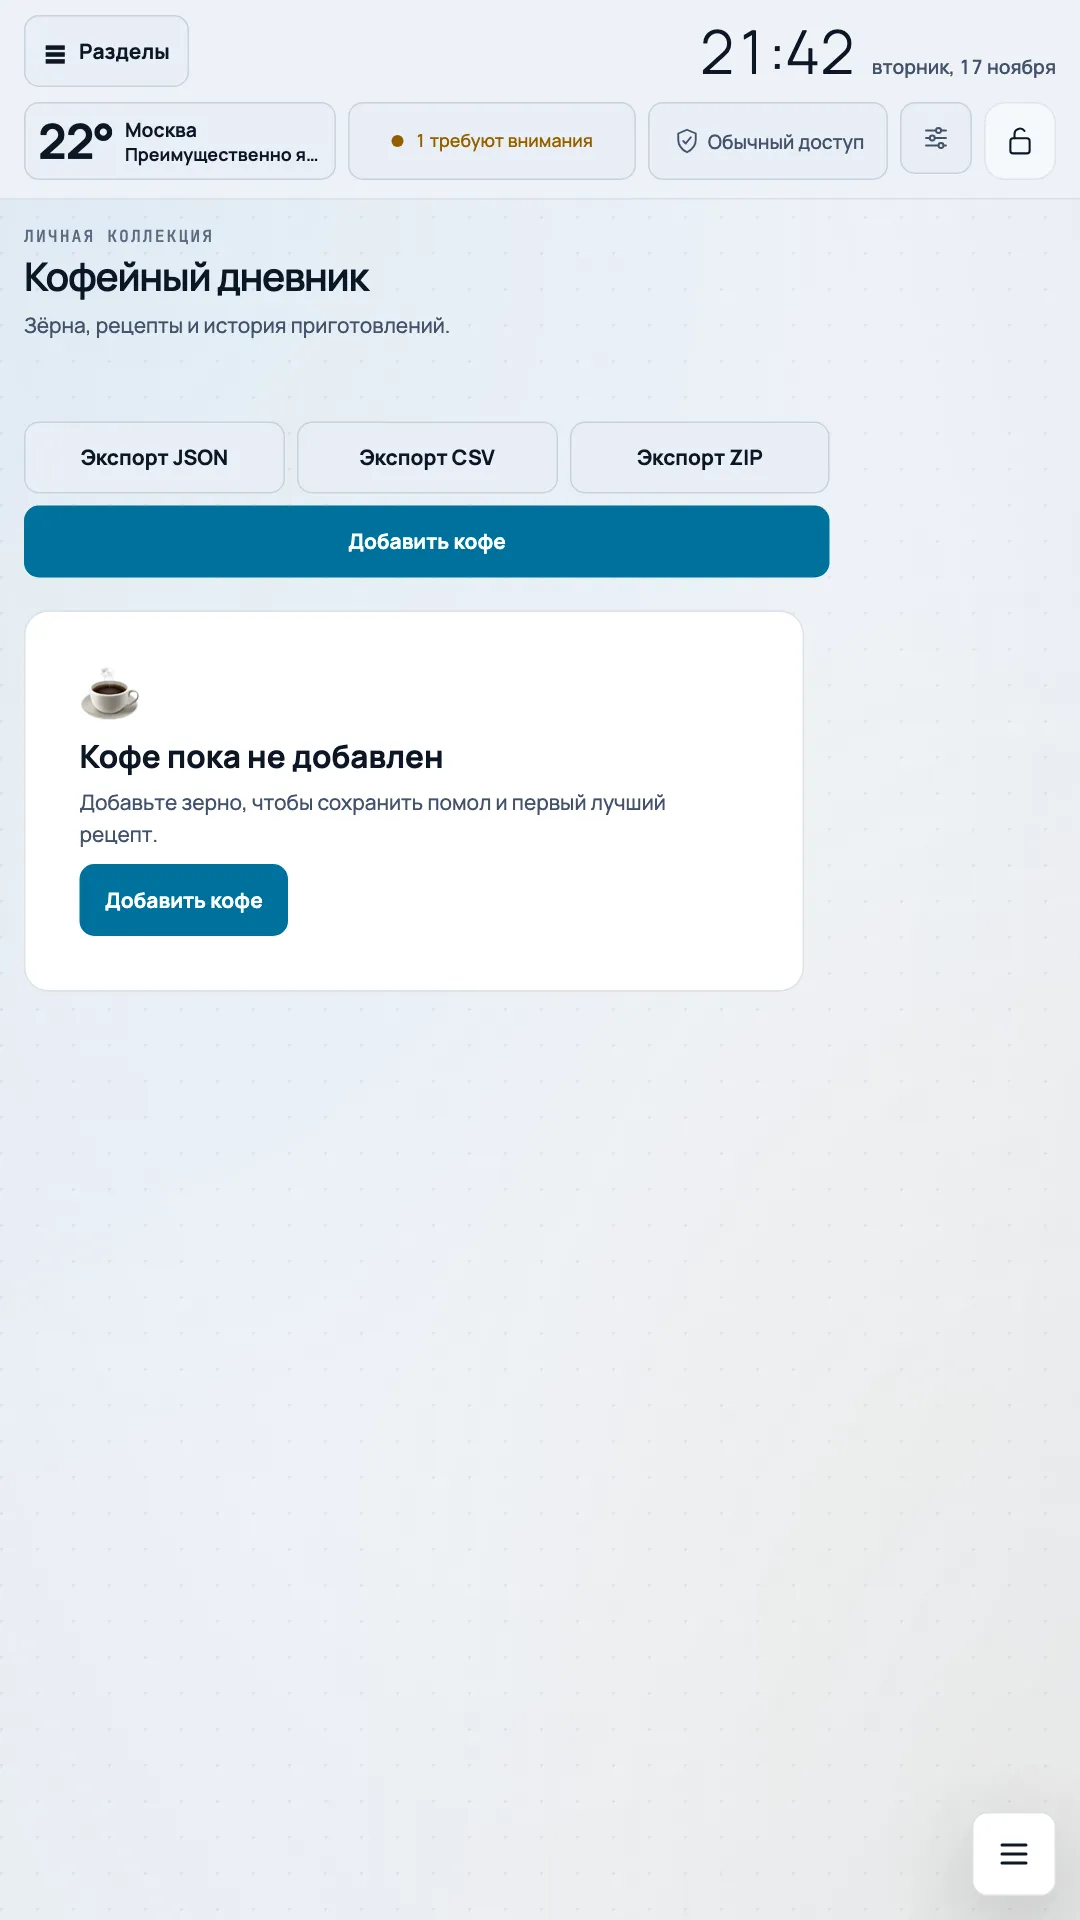 Разделы
21:42 вторник, 17 ноября
22° Москва
Преимущественно я...
1 требуют внимания
Обычный доступ
ЛИЧНАЯ КОЛЛЕКЦИЯ
Кофейный дневник
Зёрна, рецепты и история приготовлений.
Экспорт JSON
Экспорт CSV
Экспорт ZIP
Добавить кофе
Кофе пока не добавлен
Добавьте зерно, чтобы сохранить помол и первый лучший
рецепт.
Добавить кофе